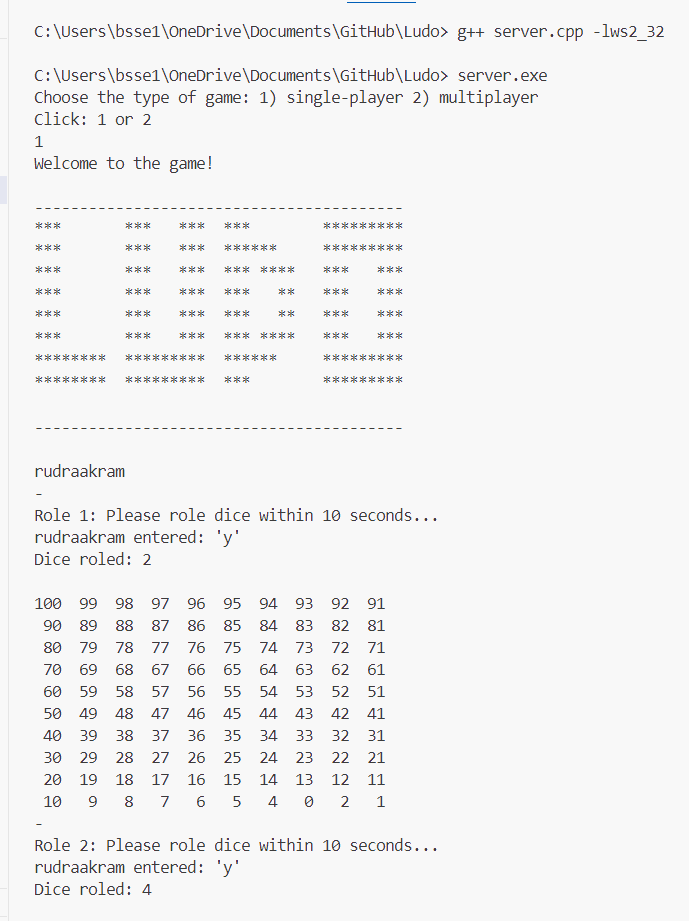 C:\Users\bsse1\OneDrive\Documents\GitHub\Ludo> g++ server.cpp -lws2_32
C:\Users\bsse1\OneDrive\Documents\GitHub\Ludo> server.exe
Choose the type of game: 1) single-player 2) multiplayer
Click: 1 or 2
1
Welcome to the game!
-----------------------------------------
***       ***   ***  ***        *********
***       ***   ***  ******     *********
***       ***   ***  *** ****   ***   ***
***       ***   ***  ***   **   ***   ***
***       ***   ***  ***   **   ***   ***
***       ***   ***  *** ****   ***   ***
********  *********  ******     *********
********  *********  ***        *********
-----------------------------------------
rudraakram
-
Role 1: Please role dice within 10 seconds...
rudraakram entered: 'y'
Dice roled: 2
100  99  98  97  96  95  94  93  92  91
 90  89  88  87  86  85  84  83  82  81
 80  79  78  77  76  75  74  73  72  71
 70  69  68  67  66  65  64  63  62  61
 60  59  58  57  56  55  54  53  52  51
 50  49  48  47  46  45  44  43  42  41
 40  39  38  37  36  35  34  33  32  31
 30  29  28  27  26  25  24  23  22  21
 20  19  18  17  16  15  14  13  12  11
 10   9   8   7   6   5   4   0   2   1
-
Role 2: Please role dice within 10 seconds...
rudraakram entered: 'y'
Dice roled: 4